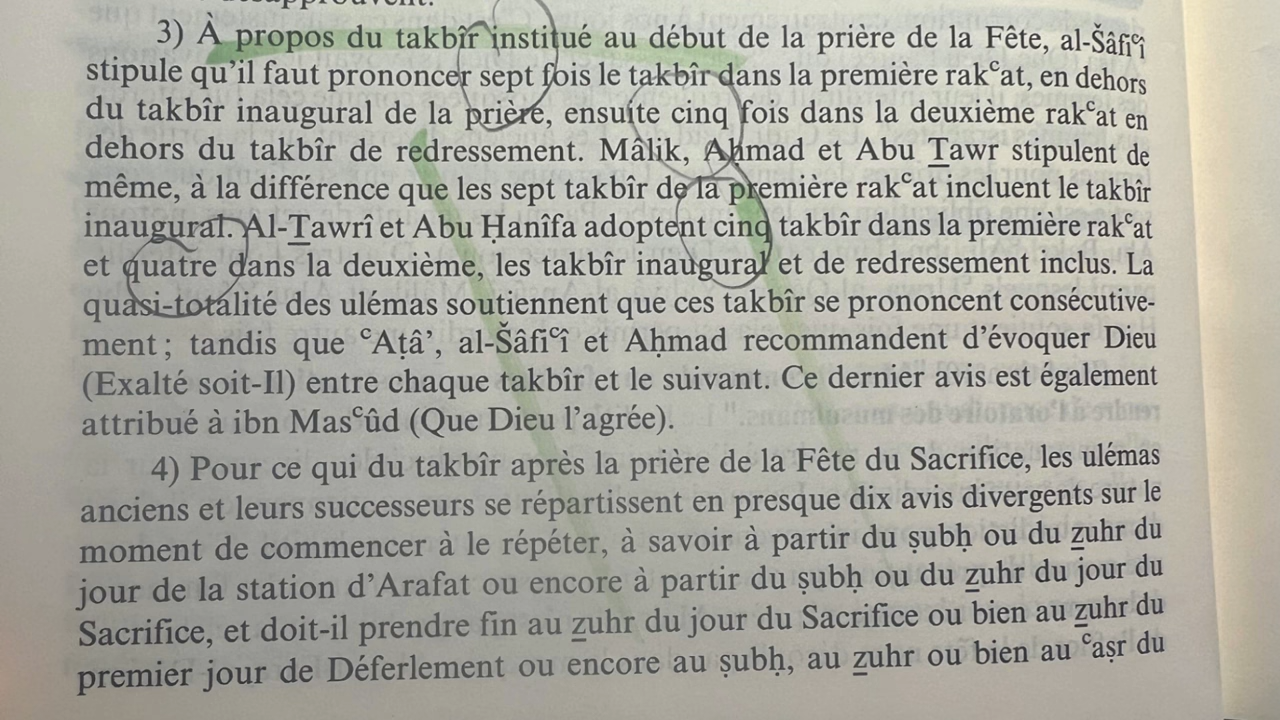 3) À propos du takbîr institué au début de la prière de la Fête, al-Šâfiᶜî
stipule qu'il faut prononcer sept fois le takbîr dans la première rakᶜat, en dehors
du takbîr inaugural de la prière, ensuite cinq fois dans la deuxième rakᶜat en
dehors du takbîr de redressement. Mâlik, Aḥmad et Abu Ṯawr stipulent de
même, à la différence que les sept takbîr de la première rakᶜat incluent le takbîr
inaugural. Al-Ṯawrî et Abu Ḥanîfa adoptent cinq takbîr dans la première rakᶜat
et quatre dans la deuxième, les takbîr inaugural et de redressement inclus. La
quasi-totalité des ulémas soutiennent que ces takbîr se prononcent consécutive-
ment ; tandis que ᶜAṭâ', al-Šâfiᶜî et Aḥmad recommandent d'évoquer Dieu
(Exalté soit-Il) entre chaque takbîr et le suivant. Ce dernier avis est également
attribué à ibn Masᶜûd (Que Dieu l'agrée).
4) Pour ce qui du takbîr après la prière de la Fête du Sacrifice, les ulémas
anciens et leurs successeurs se répartissent en presque dix avis divergents sur le
moment de commencer à le répéter, à savoir à partir du ṣubḥ ou du ẕuhr du
jour de la station d'Arafat ou encore à partir du ṣubḥ ou du ẕuhr du jour du
Sacrifice, et doit-il prendre fin au ẕuhr du jour du Sacrifice ou bien au ẕuhr du
premier jour de Déferlement ou encore au ṣubḥ, au ẕuhr ou bien au ᶜaṣr du